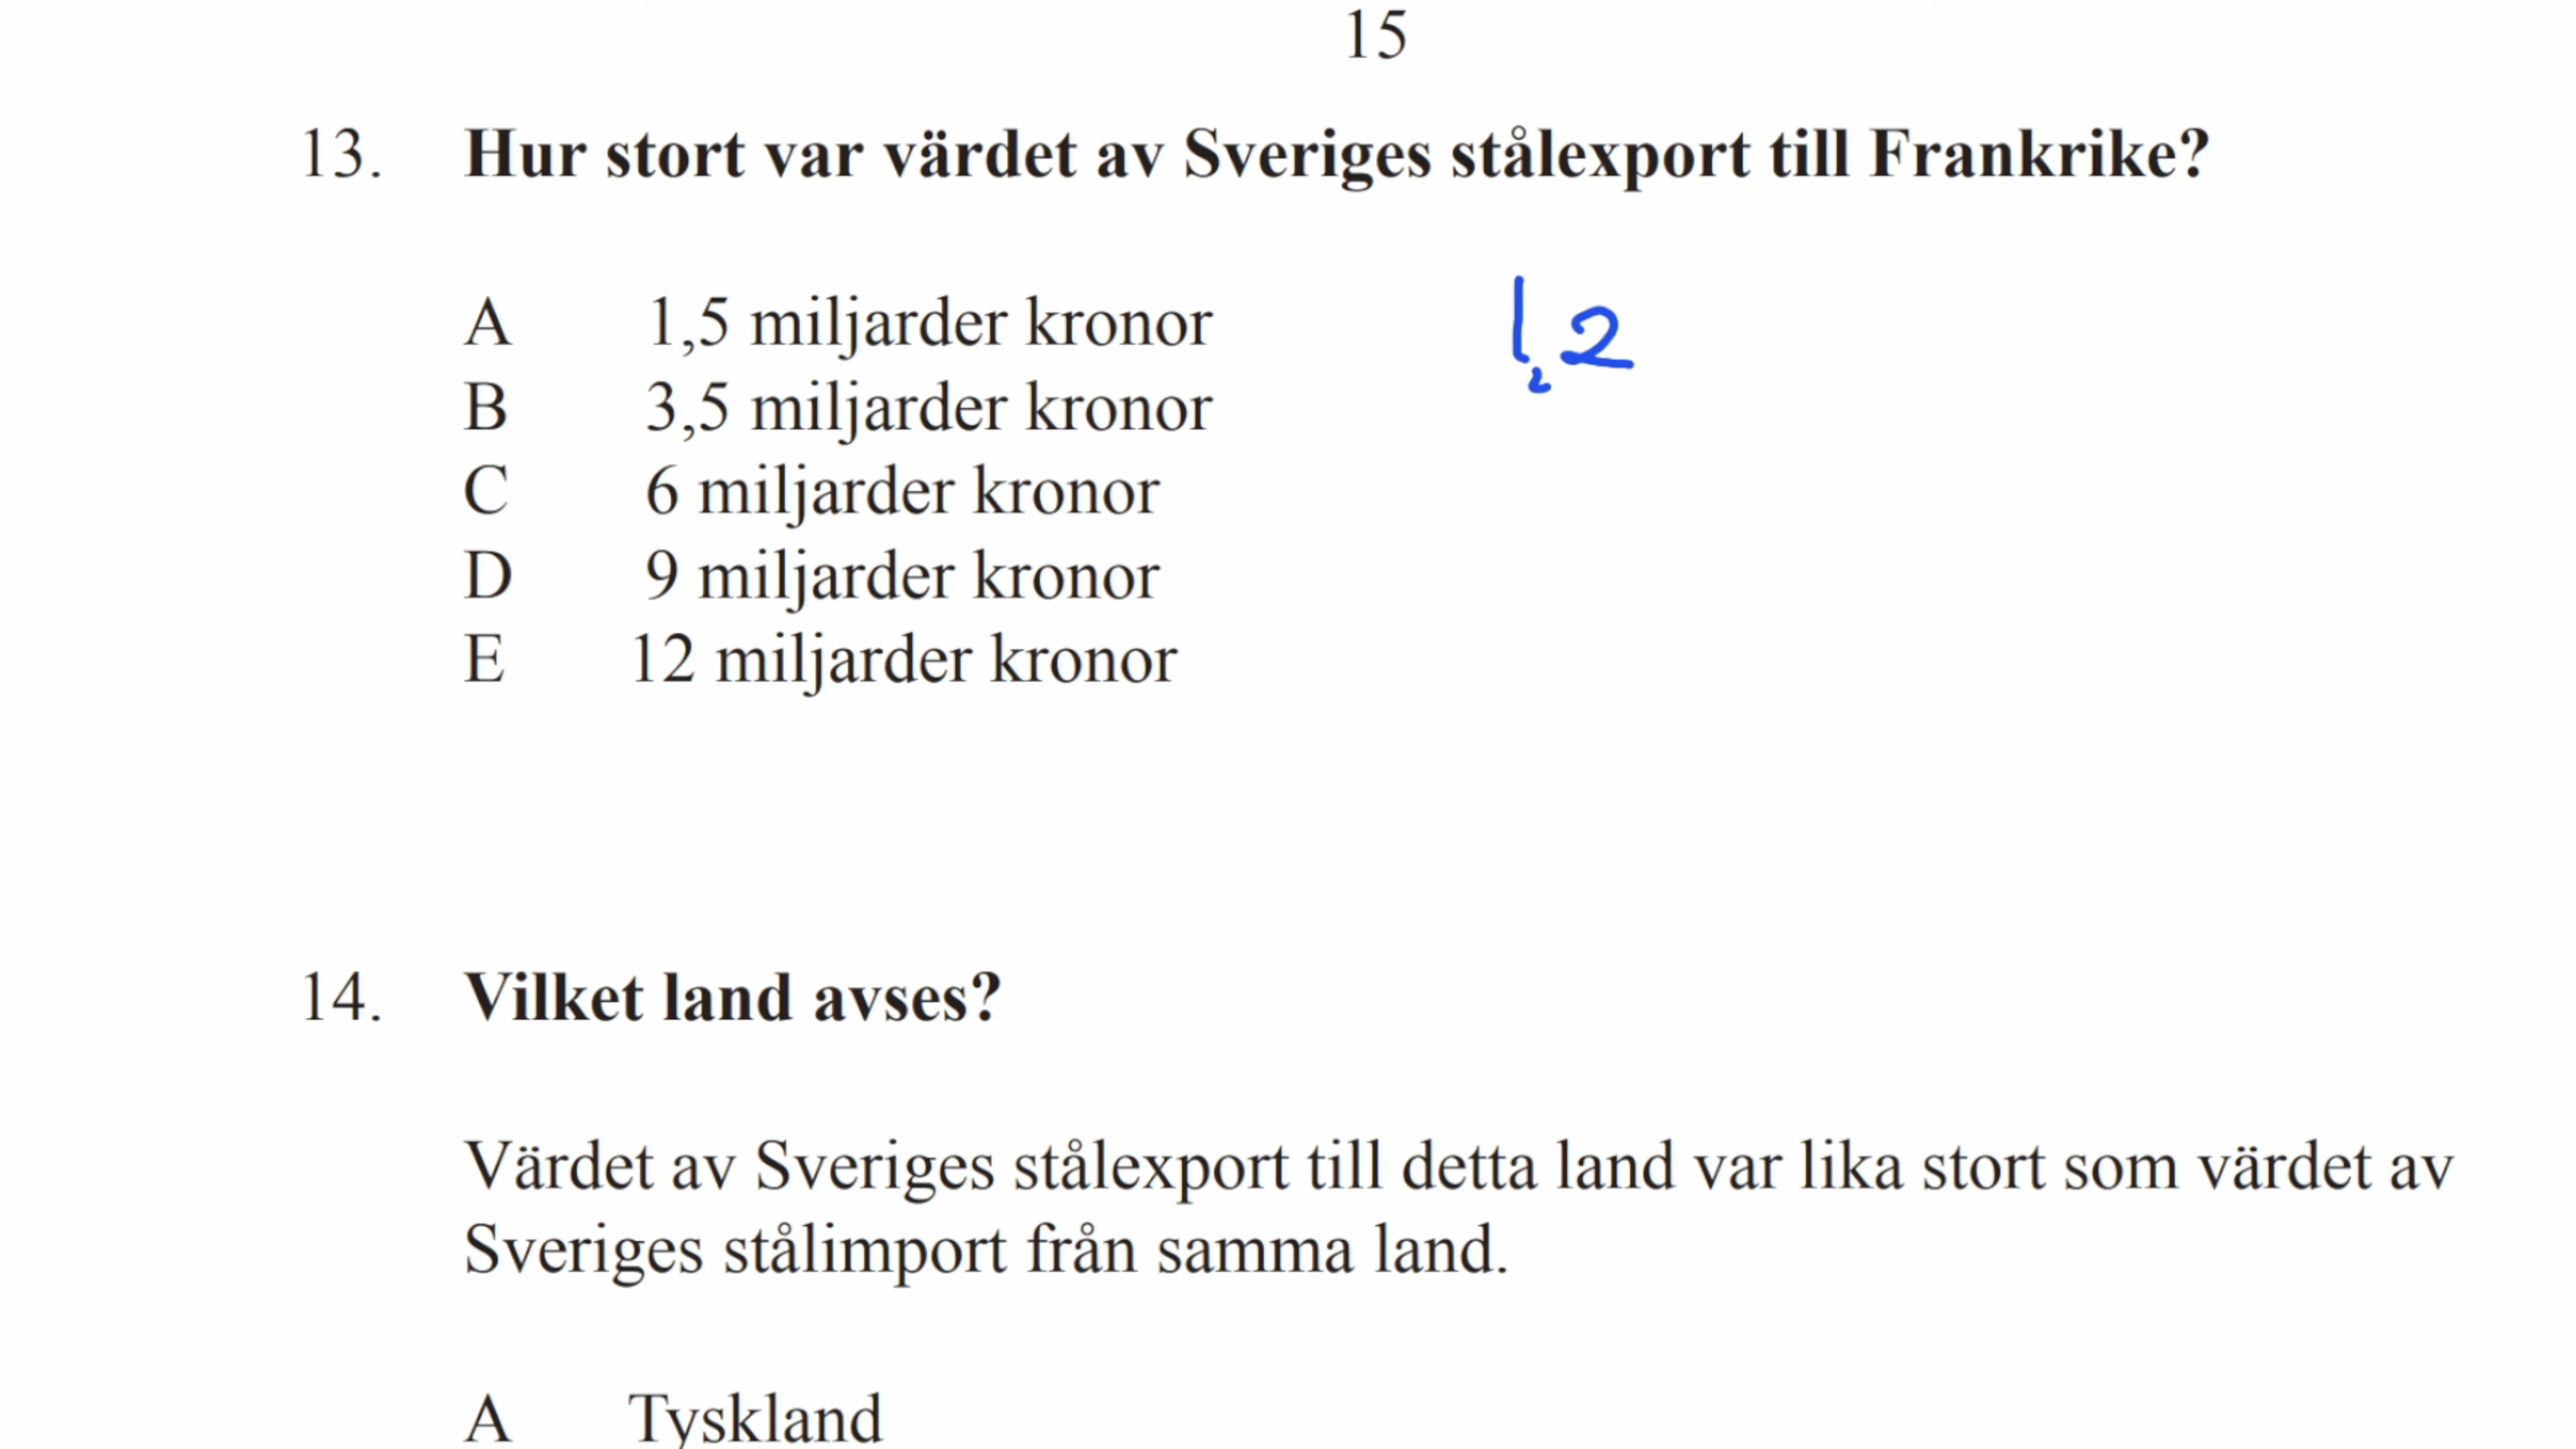 15
13. Hur stort var värdet av Sveriges stålexport till Frankrike?
A 1,5 miljarder kronor
1,2
B 3,5 miljarder kronor
C 6 miljarder kronor
D 9 miljarder kronor
E 12 miljarder kronor
14. Vilket land avses?
Värdet av Sveriges stålexport till detta land var lika stort som värdet av
Sveriges stålimport från samma land.
A Tyskland